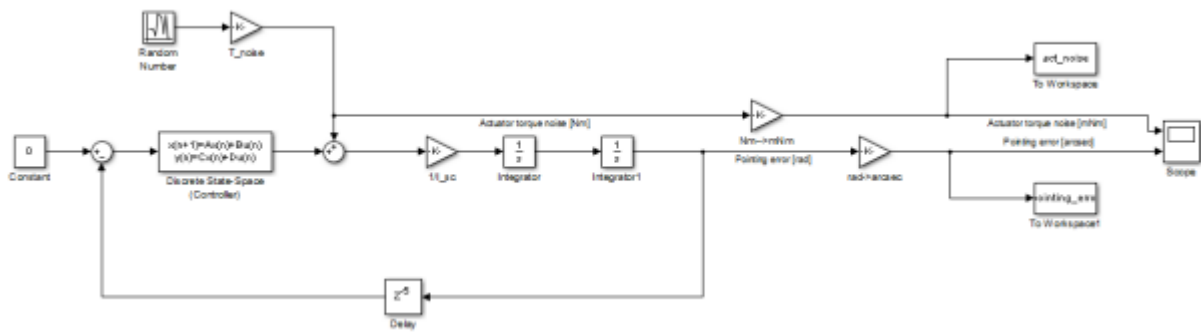 Random
Number
-K-
T_noise
act_noise
To Workspace
Actuator torque noise [Nm]
-K-
Nm-->mNm
Actuator torque noise [mNm]
0
Constant
x(n+1)=Ax(n)+Bu(n)
y(n)=Cx(n)+Du(n)
Discrete State-Space
(Controller)
-K-
1/I_sc
1
s
Integrator
1
s
Integrator1
Pointing error [rad]
-K-
rad->arcsec
Pointing error [arcsec]
Scope
To Workspace1
Delay